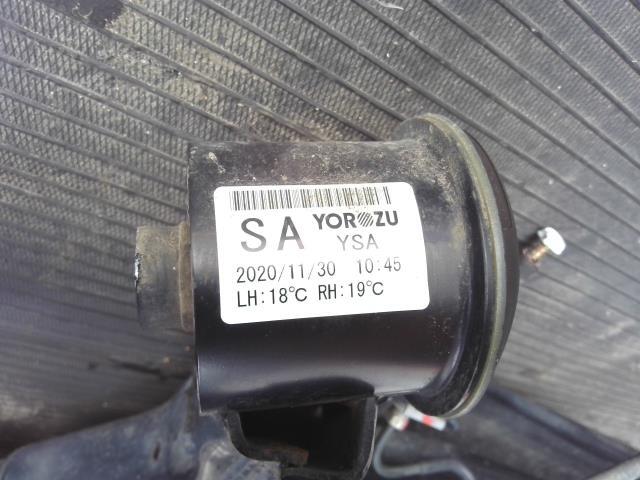 SA YOROZU
YSA
2020/11/30 10:45
LH:18℃ RH:19℃